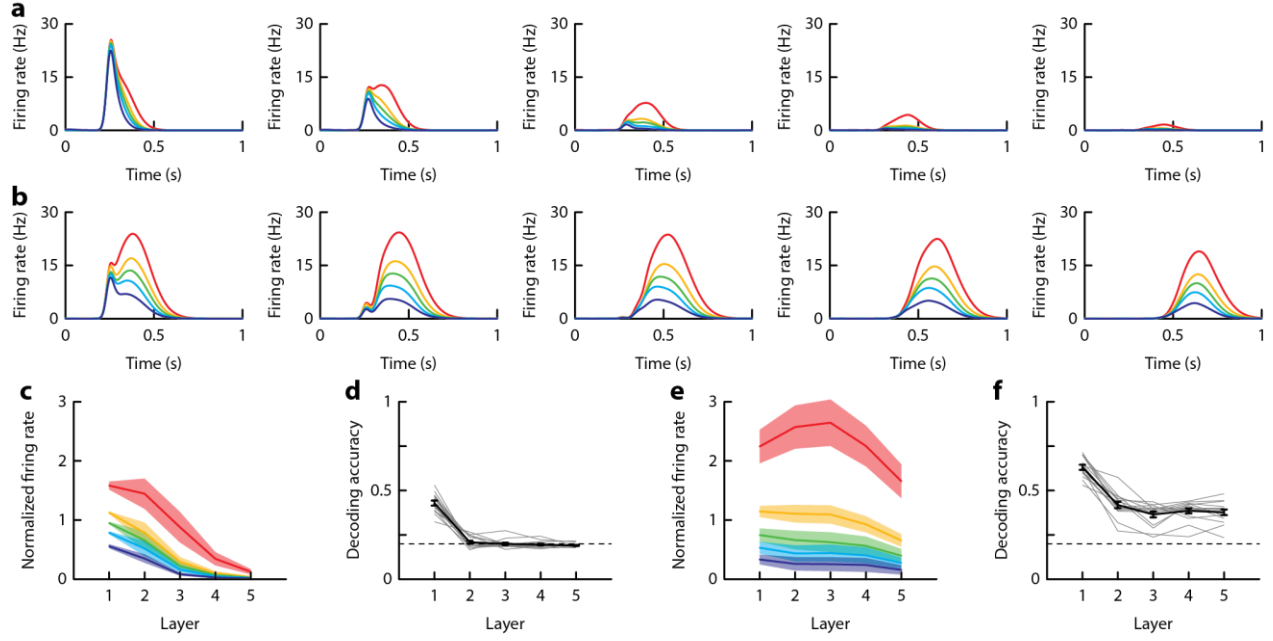 a
Firing rate (Hz) Firing rate (Hz) Firing rate (Hz) Firing rate (Hz) Firing rate (Hz)
30 30 30 30 30
15 15 15 15 15
0 0 0 0 0
0 0.5 1 0 0.5 1 0 0.5 1 0 0.5 1 0 0.5 1
Time (s) Time (s) Time (s) Time (s) Time (s)
b
Firing rate (Hz) Firing rate (Hz) Firing rate (Hz) Firing rate (Hz) Firing rate (Hz)
30 30 30 30 30
15 15 15 15 15
0 0 0 0 0
0 0.5 1 0 0.5 1 0 0.5 1 0 0.5 1 0 0.5 1
Time (s) Time (s) Time (s) Time (s) Time (s)
c
Normalized firing rate
3
2
1
0
1 2 3 4 5
Layer
d
Decoding accuracy
1
0.5
0
1 2 3 4 5
Layer
e
Normalized firing rate
3
2
1
0
1 2 3 4 5
Layer
f
Decoding accuracy
1
0.5
0
1 2 3 4 5
Layer